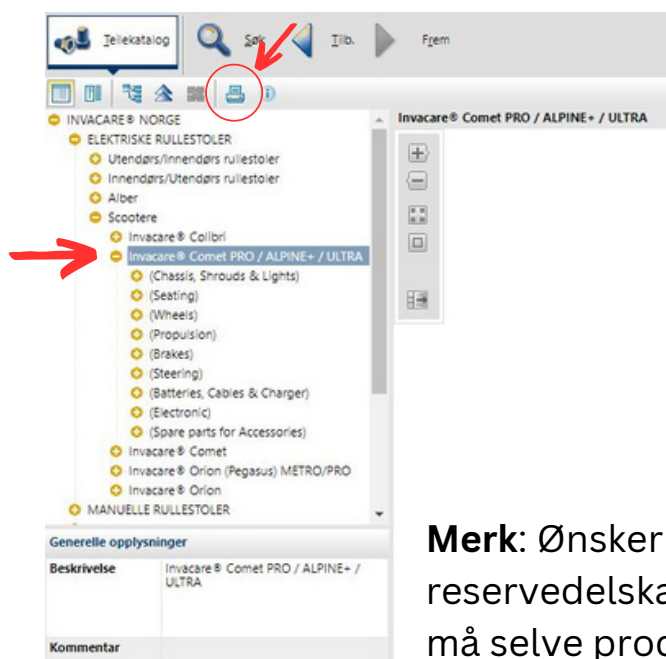 Teilekatalog
Søk
Tilb.
Frem
INVACARE® NORGE
ELEKTRISKE RULLESTOLER
Utendørs/Innendørs rullestoler
Innendørs/Utendørs rullestoler
Alber
Scootere
Invacare® Colibri
Invacare® Comet PRO / ALPINE+ / ULTRA
(Chassis, Shrouds & Lights)
(Seating)
(Wheels)
(Propulsion)
(Brakes)
(Steering)
(Batteries, Cables & Charger)
(Electronic)
(Spare parts for Accessories)
Invacare® Comet
Invacare® Orion (Pegasus) METRO/PRO
Invacare® Orion
MANUELLE RULLESTOLER
Generelle opplysninger
Beskrivelse
Invacare® Comet PRO / ALPINE+ /
ULTRA
Kommentar
Invacare® Comet PRO / ALPINE+ / ULTRA
Merk: Ønsker
reservedelska
må selve prod